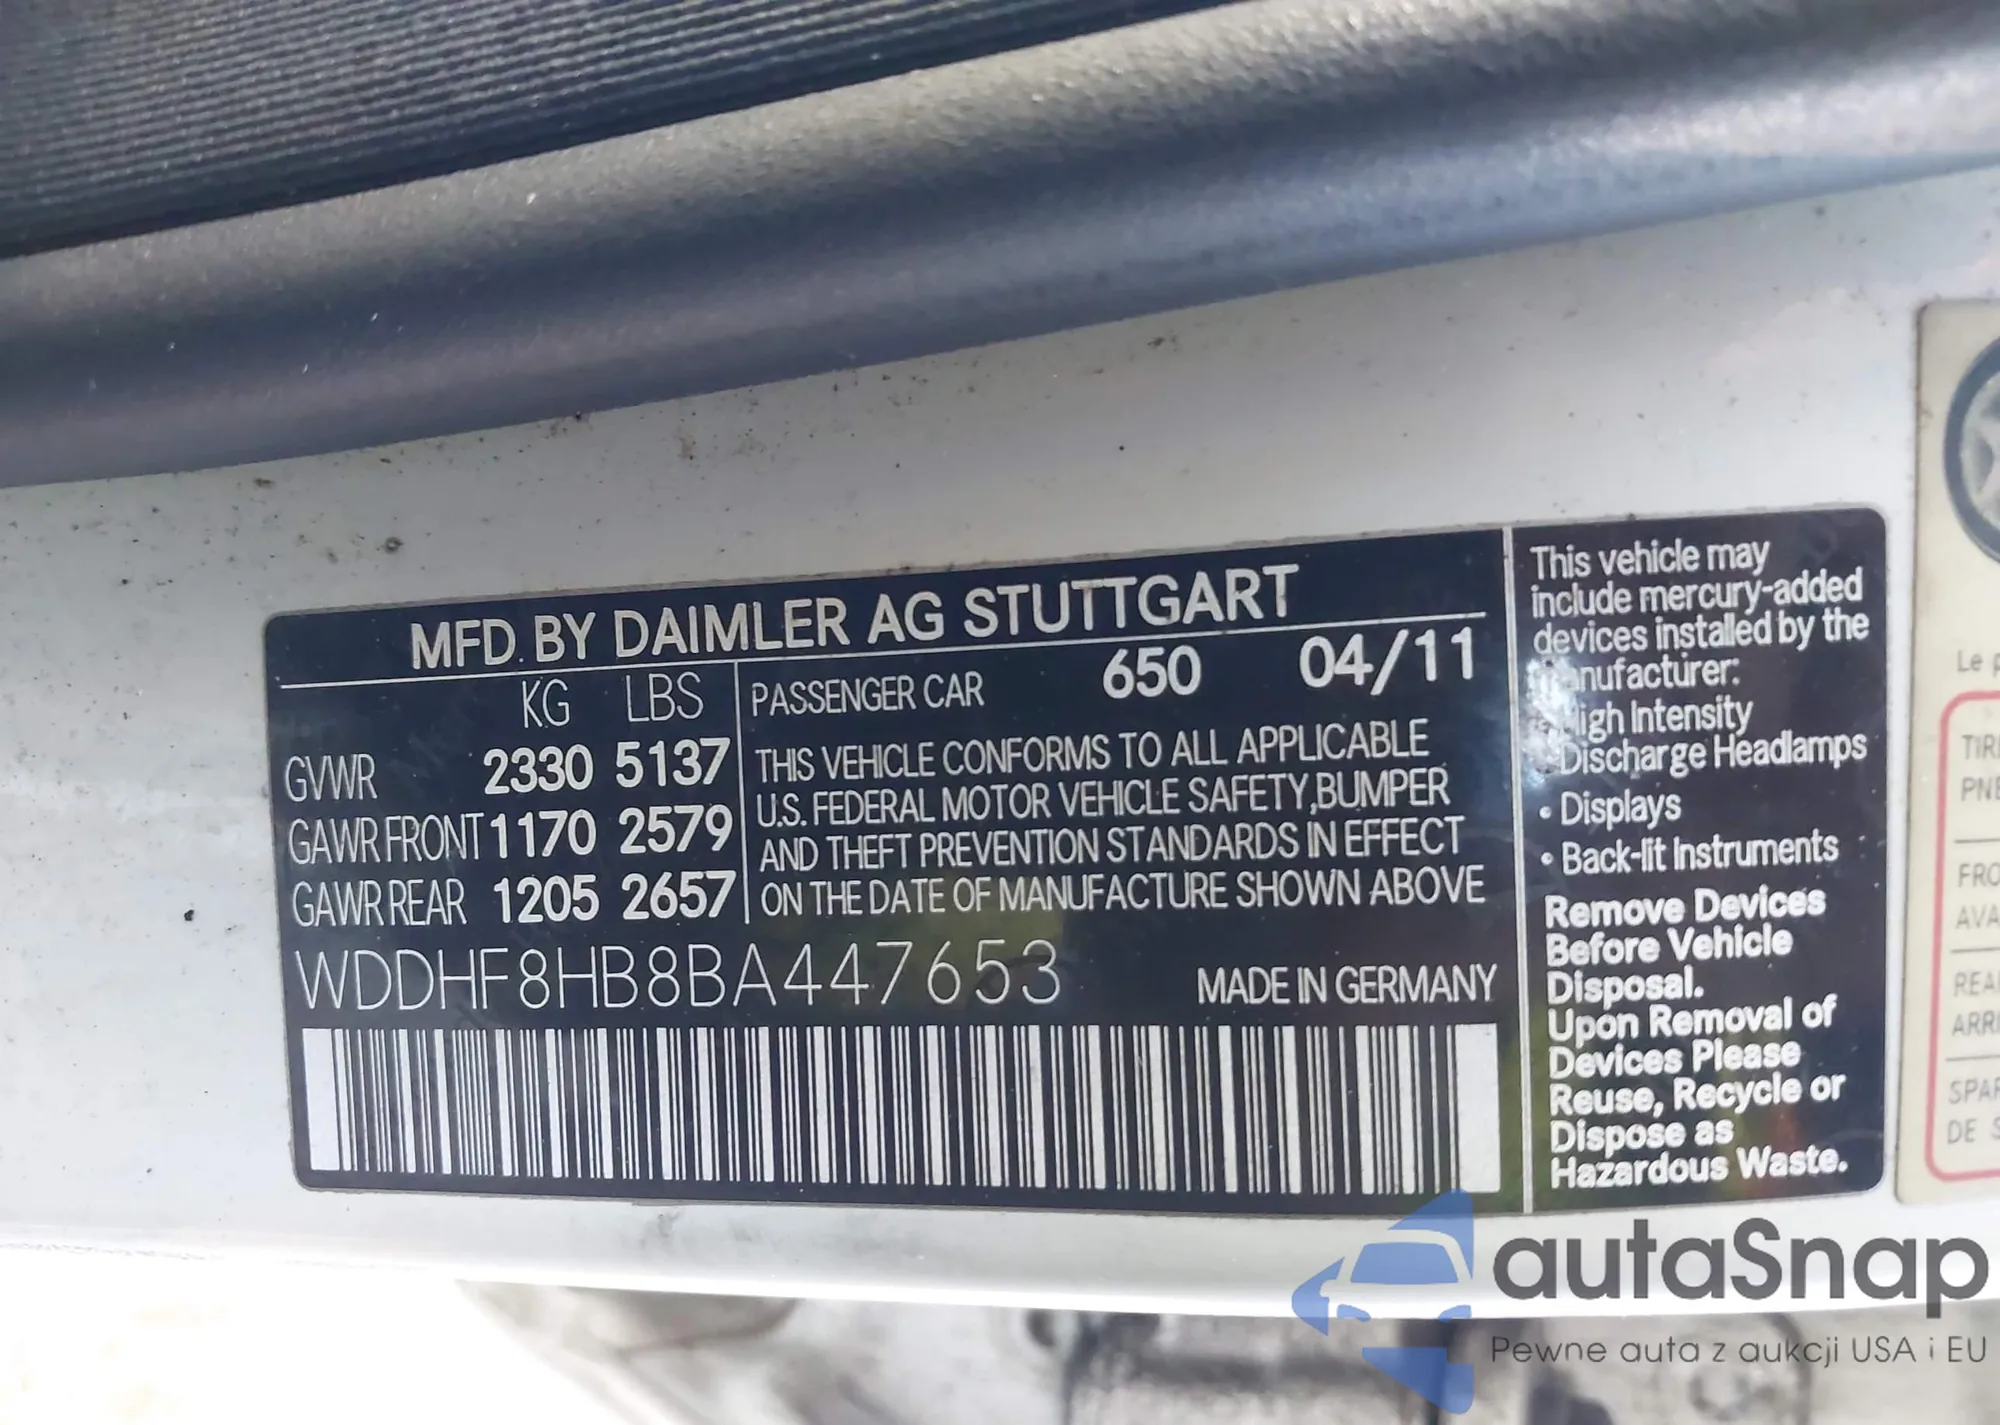 MFD. BY DAIMLER AG STUTTGART
KG LBS
GVWR 2330 5137
GAWR FRONT 1170 2579
GAWR REAR 1205 2657
PASSENGER CAR 650 04/11
THIS VEHICLE CONFORMS TO ALL APPLICABLE
U.S. FEDERAL MOTOR VEHICLE SAFETY,BUMPER
AND THEFT PREVENTION STANDARDS IN EFFECT
ON THE DATE OF MANUFACTURE SHOWN ABOVE
WDDHF8HB8BA447653
MADE IN GERMANY
This vehicle may
include mercury-added
devices installed by the
manufacturer:
• High Intensity
Discharge Headlamps
• Displays
• Back-lit Instruments
Remove Devices
Before Vehicle
Disposal.
Upon Removal of
Devices Please
Reuse, Recycle or
Dispose as
Hazardous Waste.
Le
DE
autaSnap
Pewne auta z aukcji USA i EU